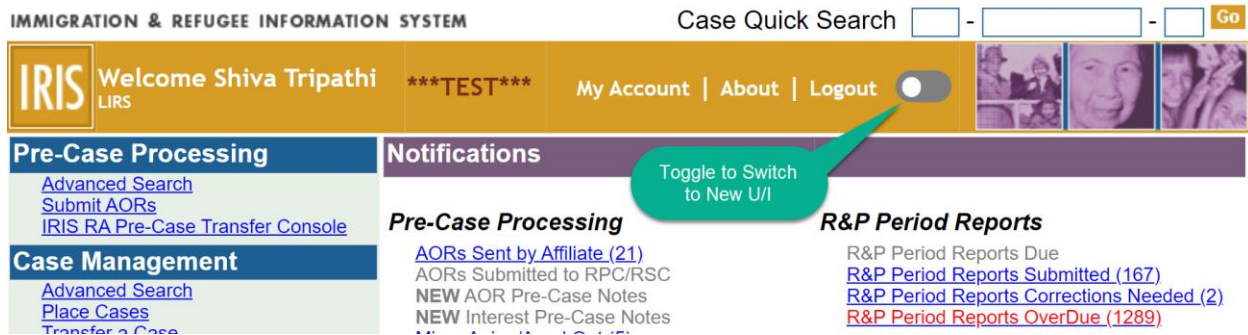 IMMIGRATION & REFUGEE INFORMATION SYSTEM
Case Quick Search - - Go
IRIS
Welcome Shiva Tripathi
LIRS
***TEST***
My Account | About | Logout
Toggle to Switch
to New U/I
Pre-Case Processing
Advanced Search
Submit AORs
IRIS RA Pre-Case Transfer Console
Case Management
Advanced Search
Place Cases
Transfer a Case
Notifications
Pre-Case Processing
AORs Sent by Affiliate (21)
AORs Submitted to RPC/RSC
NEW AOR Pre-Case Notes
NEW Interest Pre-Case Notes
R&P Period Reports
R&P Period Reports Due
R&P Period Reports Submitted (167)
R&P Period Reports Corrections Needed (2)
R&P Period Reports OverDue (1289)